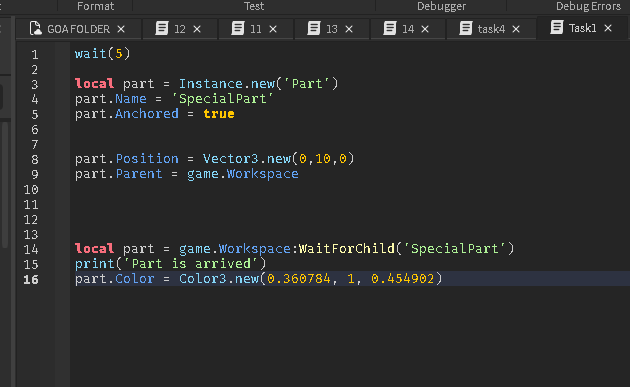 Format Test Debugger Debug Errors
GOA FOLDER × 12 × 11 × 13 × 14 × task4 × Task1 ×
1 wait(5)
2
3 local part = Instance.new('Part')
4 part.Name = 'SpecialPart'
5 part.Anchored = true
6
7
8 part.Position = Vector3.new(0,10,0)
9 part.Parent = game.Workspace
10
11
12
13
14 local part = game.Workspace:WaitForChild('SpecialPart')
15 print('Part is arrived')
16 part.Color = Color3.new(0.360784, 1, 0.454902)